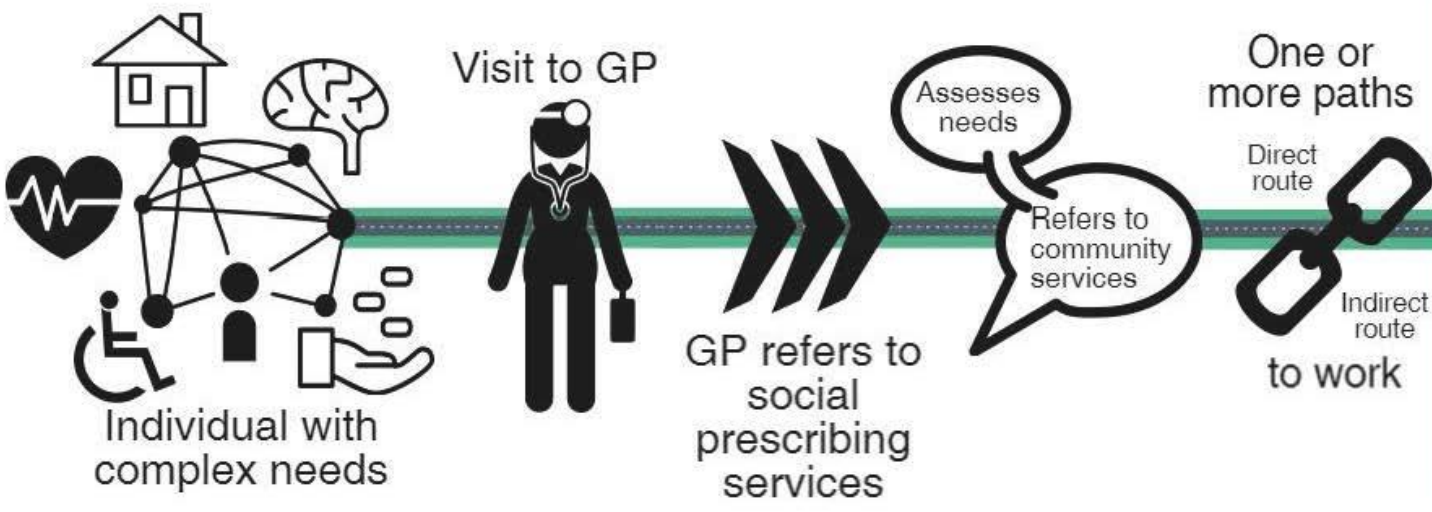 Individual with
complex needs
Visit to GP
GP refers to
social
prescribing
services
Assesses
needs
Refers to
community
services
One or
more paths
Direct
route
Indirect
route
to work